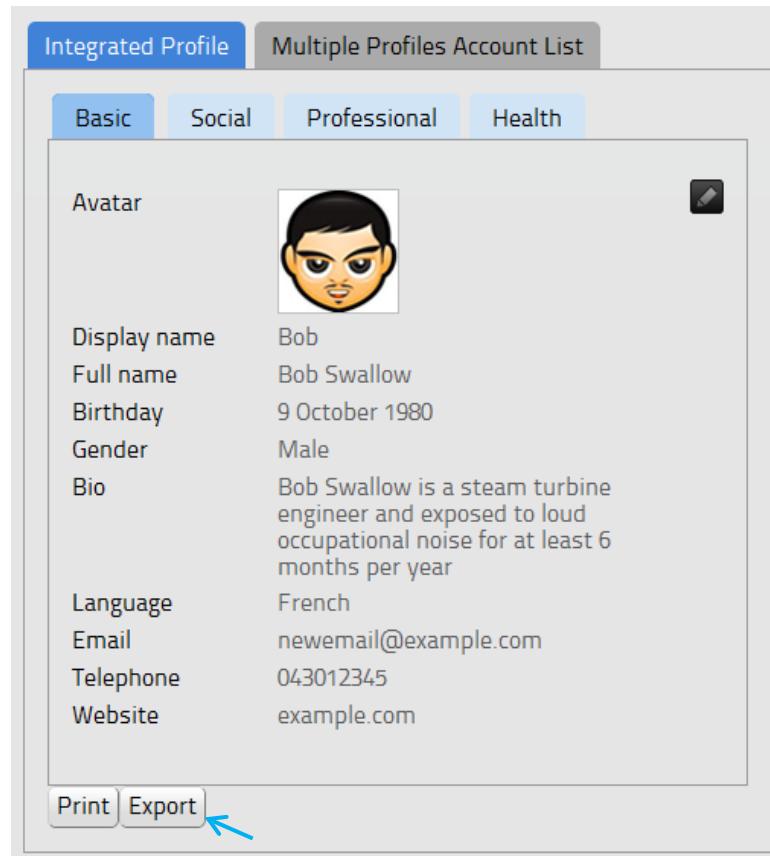 Integrated Profile Multiple Profiles Account List
Basic Social Professional Health
Avatar
Display name Bob
Full name Bob Swallow
Birthday 9 October 1980
Gender Male
Bio Bob Swallow is a steam turbine
engineer and exposed to loud
occupational noise for at least 6
months per year
Language French
Email newemail@example.com
Telephone 043012345
Website example.com
Print Export